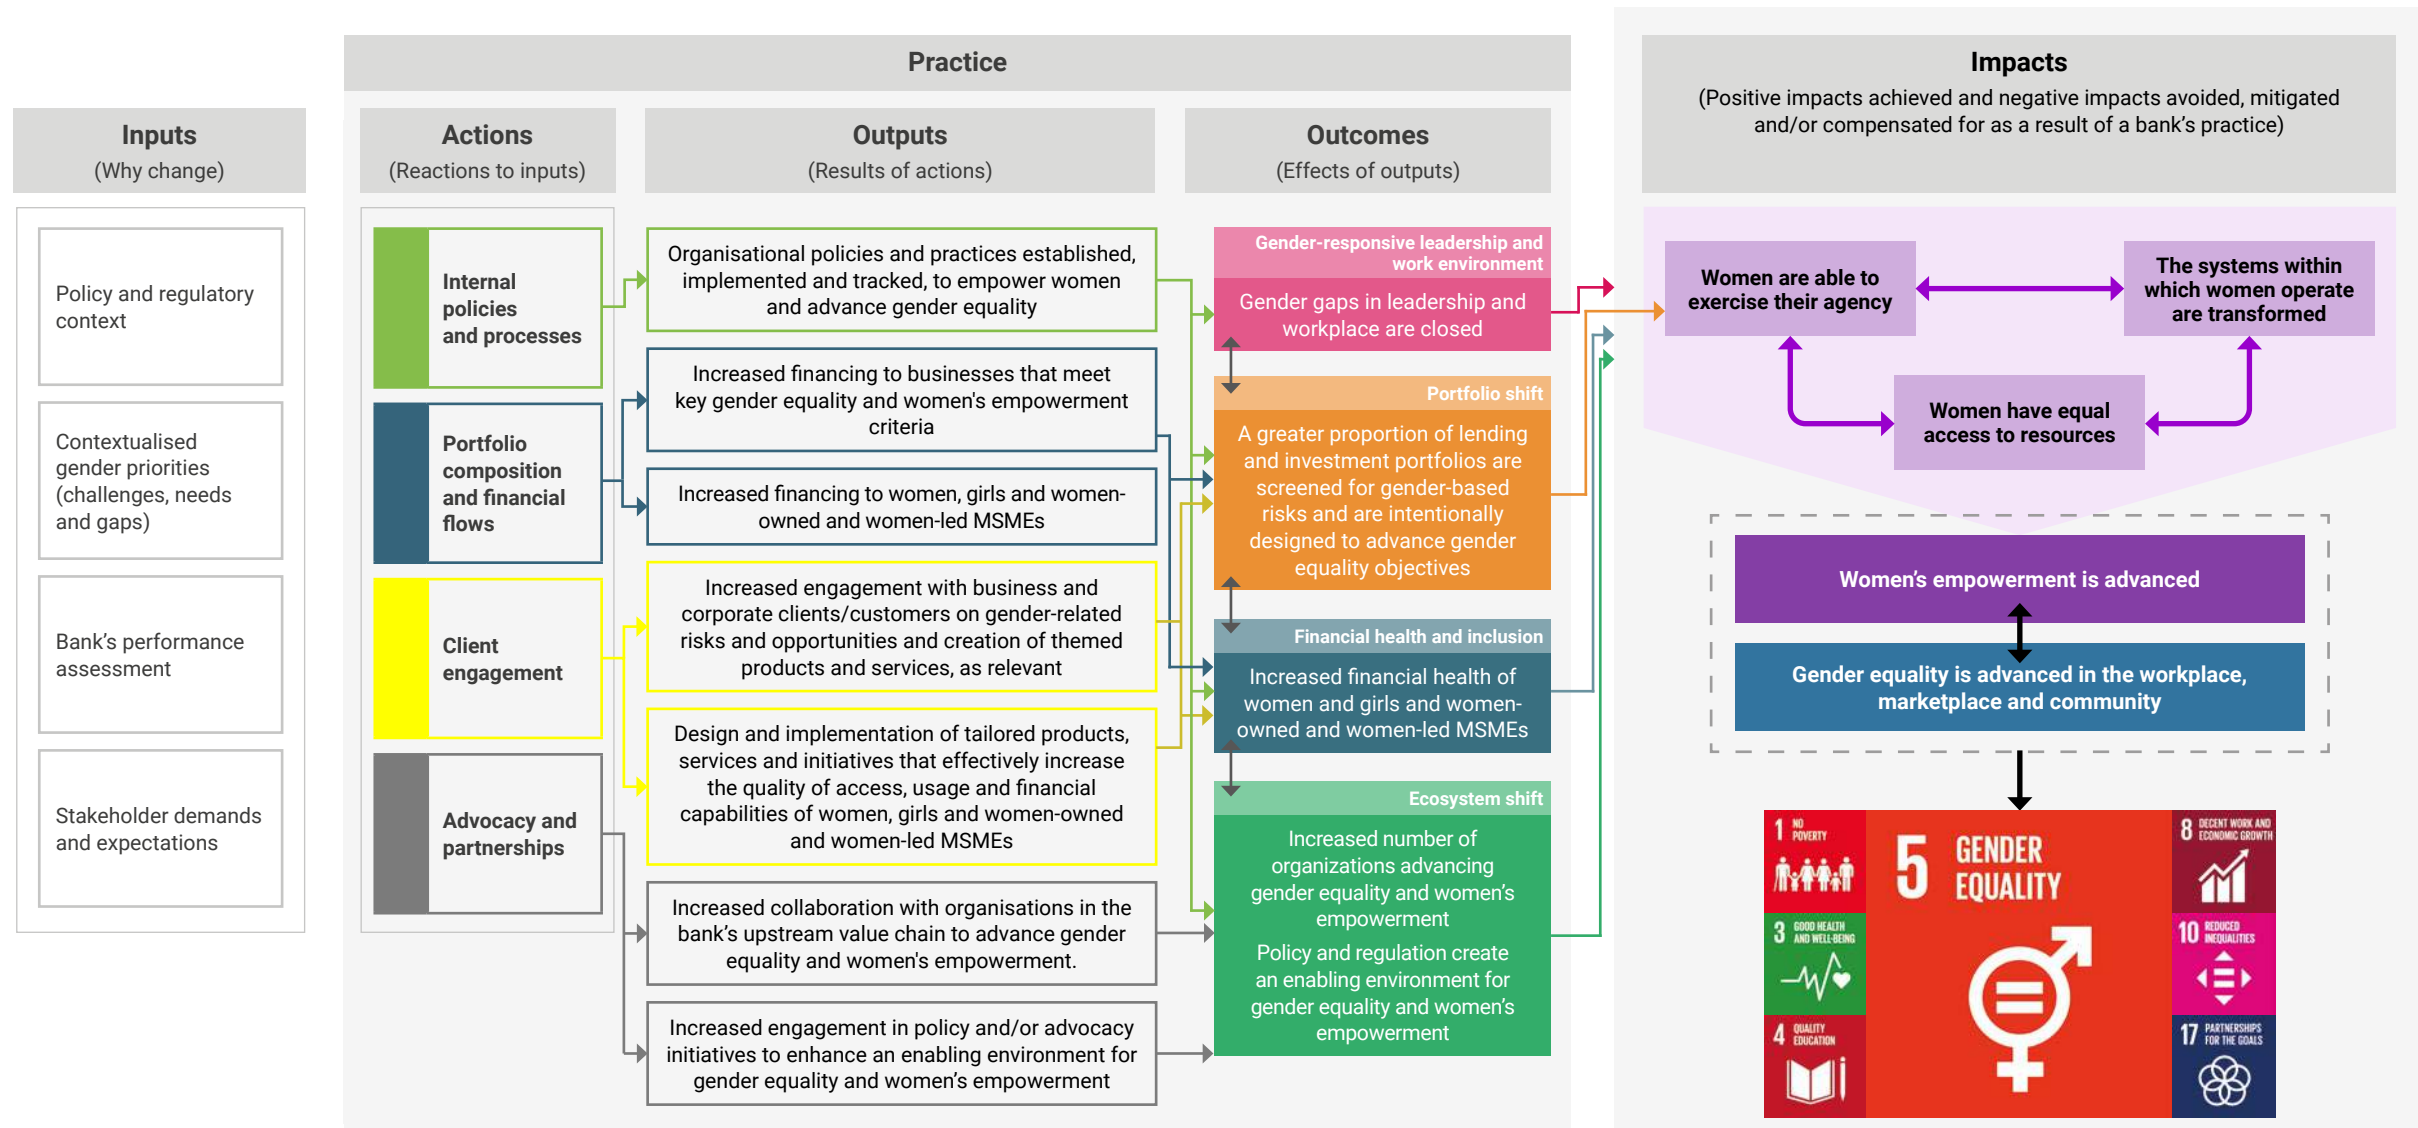 Practice
Impacts
(Positive impacts achieved and negative impacts avoided, mitigated
and/or compensated for as a result of a bank’s practice)
Inputs
(Why change)
Actions
(Reactions to inputs)
Outputs
(Results of actions)
Outcomes
(Effects of outputs)
Policy and regulatory
context
Contextualised
gender priorities
(challenges, needs
and gaps)
Bank’s performance
assessment
Stakeholder demands
and expectations
Internal
policies
and processes
Portfolio
composition
and financial
flows
Client
engagement
Advocacy and
partnerships
Organisational policies and practices established,
implemented and tracked, to empower women
and advance gender equality
Increased financing to businesses that meet
key gender equality and women's empowerment
criteria
Increased financing to women, girls and women-
owned and women-led MSMEs
Increased engagement with business and
corporate clients/customers on gender-related
risks and opportunities and creation of themed
products and services, as relevant
Design and implementation of tailored products,
services and initiatives that effectively increase
the quality of access, usage and financial
capabilities of women, girls and women-owned
and women-led MSMEs
Increased collaboration with organisations in the
bank’s upstream value chain to advance gender
equality and women's empowerment.
Increased engagement in policy and/or advocacy
initiatives to enhance an enabling environment for
gender equality and women’s empowerment
Gender-responsive leadership and
work environment
Gender gaps in leadership and
workplace are closed
Portfolio shift
A greater proportion of lending
and investment portfolios are
screened for gender-based
risks and are intentionally
designed to advance gender
equality objectives
Financial health and inclusion
Increased financial health of
women and girls and women-
owned and women-led MSMEs
Ecosystem shift
Increased number of
organizations advancing
gender equality and women’s
empowerment
Policy and regulation create
an enabling environment for
gender equality and women’s
empowerment
Women are able to
exercise their agency
The systems within
which women operate
are transformed
Women have equal
access to resources
Women’s empowerment is advanced
Gender equality is advanced in the workplace,
marketplace and community
1 NO
POVERTY
3 GOOD HEALTH
AND WELL-BEING
4 QUALITY
EDUCATION
5 GENDER
EQUALITY
8 DECENT WORK AND
ECONOMIC GROWTH
10 REDUCED
INEQUALITIES
17 PARTNERSHIPS
FOR THE GOALS